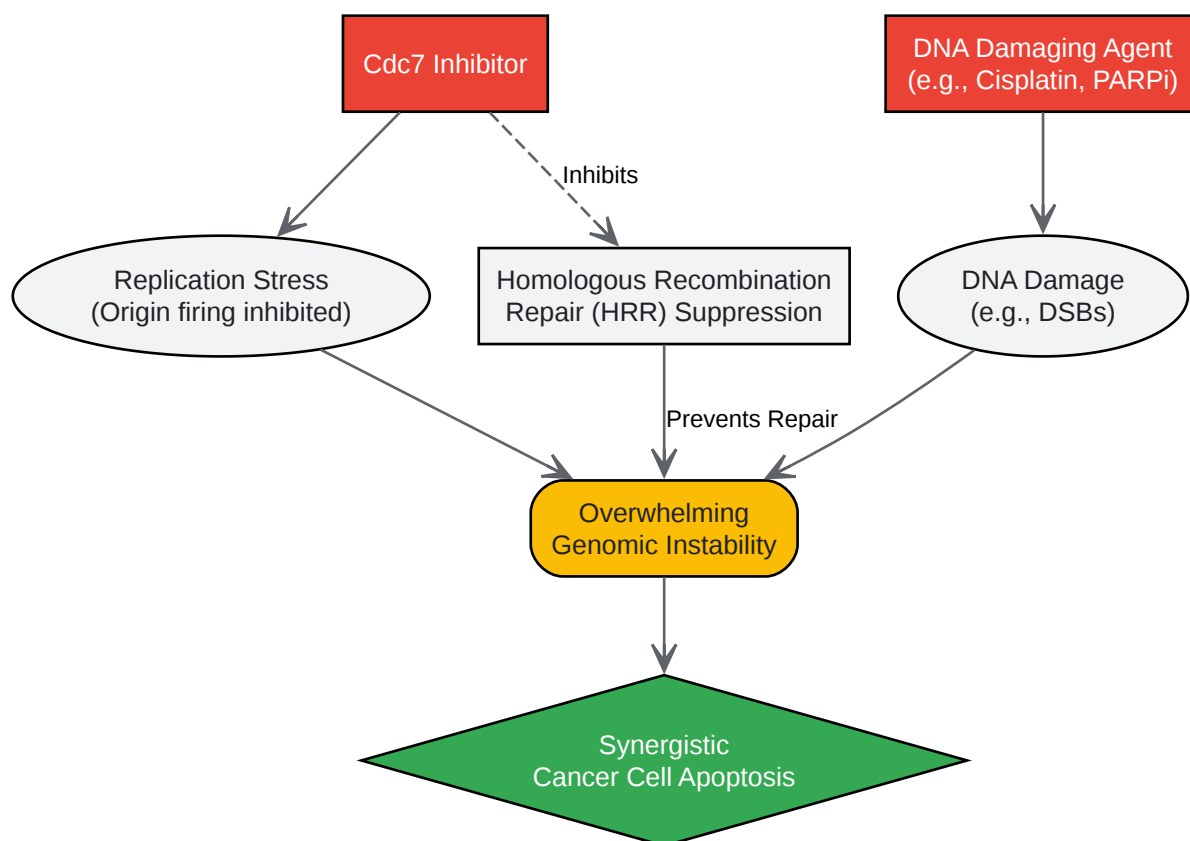 Cdc7 Inhibitor
DNA Damaging Agent
(e.g., Cisplatin, PARPi)
Inhibits
Replication Stress
(Origin firing inhibited)
Homologous Recombination
Repair (HRR) Suppression
DNA Damage
(e.g., DSBs)
Prevents Repair
Overwhelming
Genomic Instability
Synergistic
Cancer Cell Apoptosis